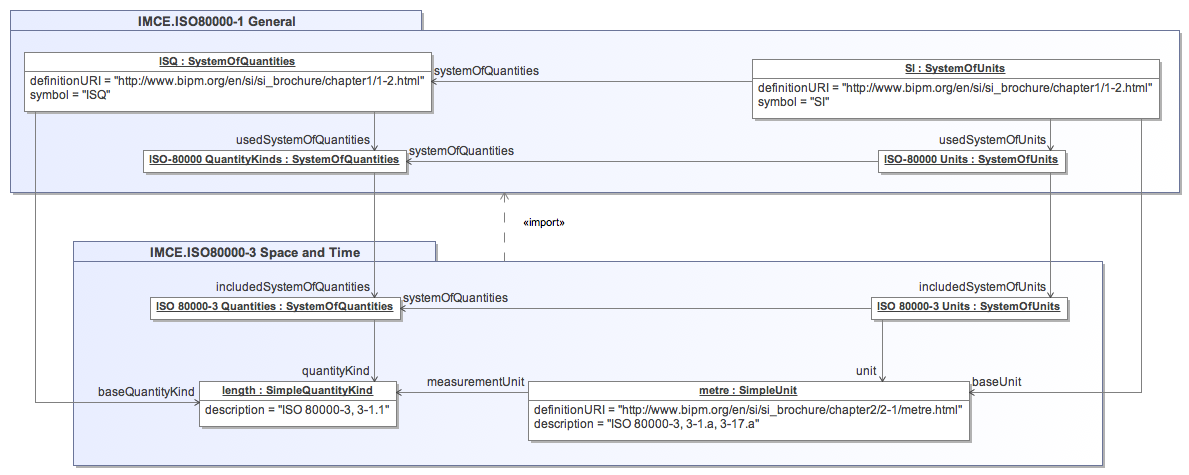 IMCE.ISO80000-1 General
ISQ : SystemOfQuantities
definitionURI = "http://www.bipm.org/en/si/si_brochure/chapter1/1-2.html"
symbol = "ISQ"
systemOfQuantities
SI : SystemOfUnits
definitionURI = "http://www.bipm.org/en/si/si_brochure/chapter1/1-2.html"
symbol = "SI"
usedSystemOfQuantities
usedSystemOfUnits
ISO-80000 QuantityKinds : SystemOfQuantities
systemOfQuantities
ISO-80000 Units : SystemOfUnits
«import»
IMCE.ISO80000-3 Space and Time
includedSystemOfQuantities
includedSystemOfUnits
ISO 80000-3 Quantities : SystemOfQuantities
systemOfQuantities
ISO 80000-3 Units : SystemOfUnits
quantityKind
unit
baseQuantityKind
length : SimpleQuantityKind
description = "ISO 80000-3, 3-1.1"
measurementUnit
metre : SimpleUnit
definitionURI = "http://www.bipm.org/en/si/si_brochure/chapter2/2-1/metre.html"
description = "ISO 80000-3, 3-1.a, 3-17.a"
baseUnit